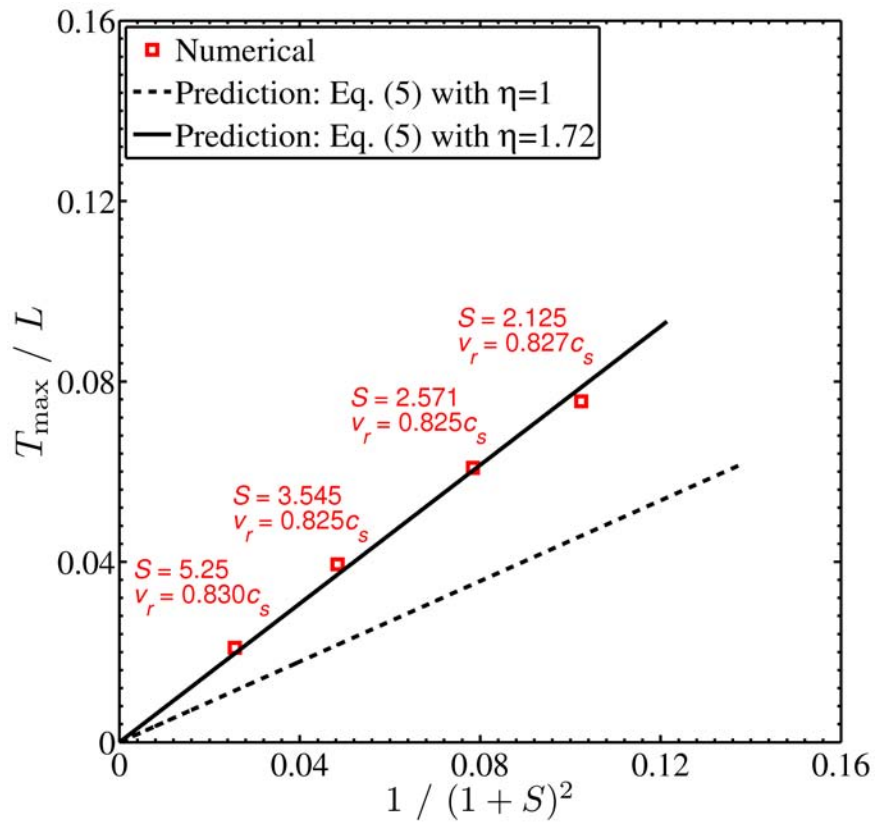 0.16
Numerical
Prediction: Eq. (5) with η=1
Prediction: Eq. (5) with η=1.72
0.12
S = 2.125
v_r = 0.827c_s
0.08
S = 2.571
v_r = 0.825c_s
T_max / L
S = 3.545
v_r = 0.825c_s
0.04
S = 5.25
v_r = 0.830c_s
0
0 0.04 0.08 0.12 0.16
1 / (1 + S)²